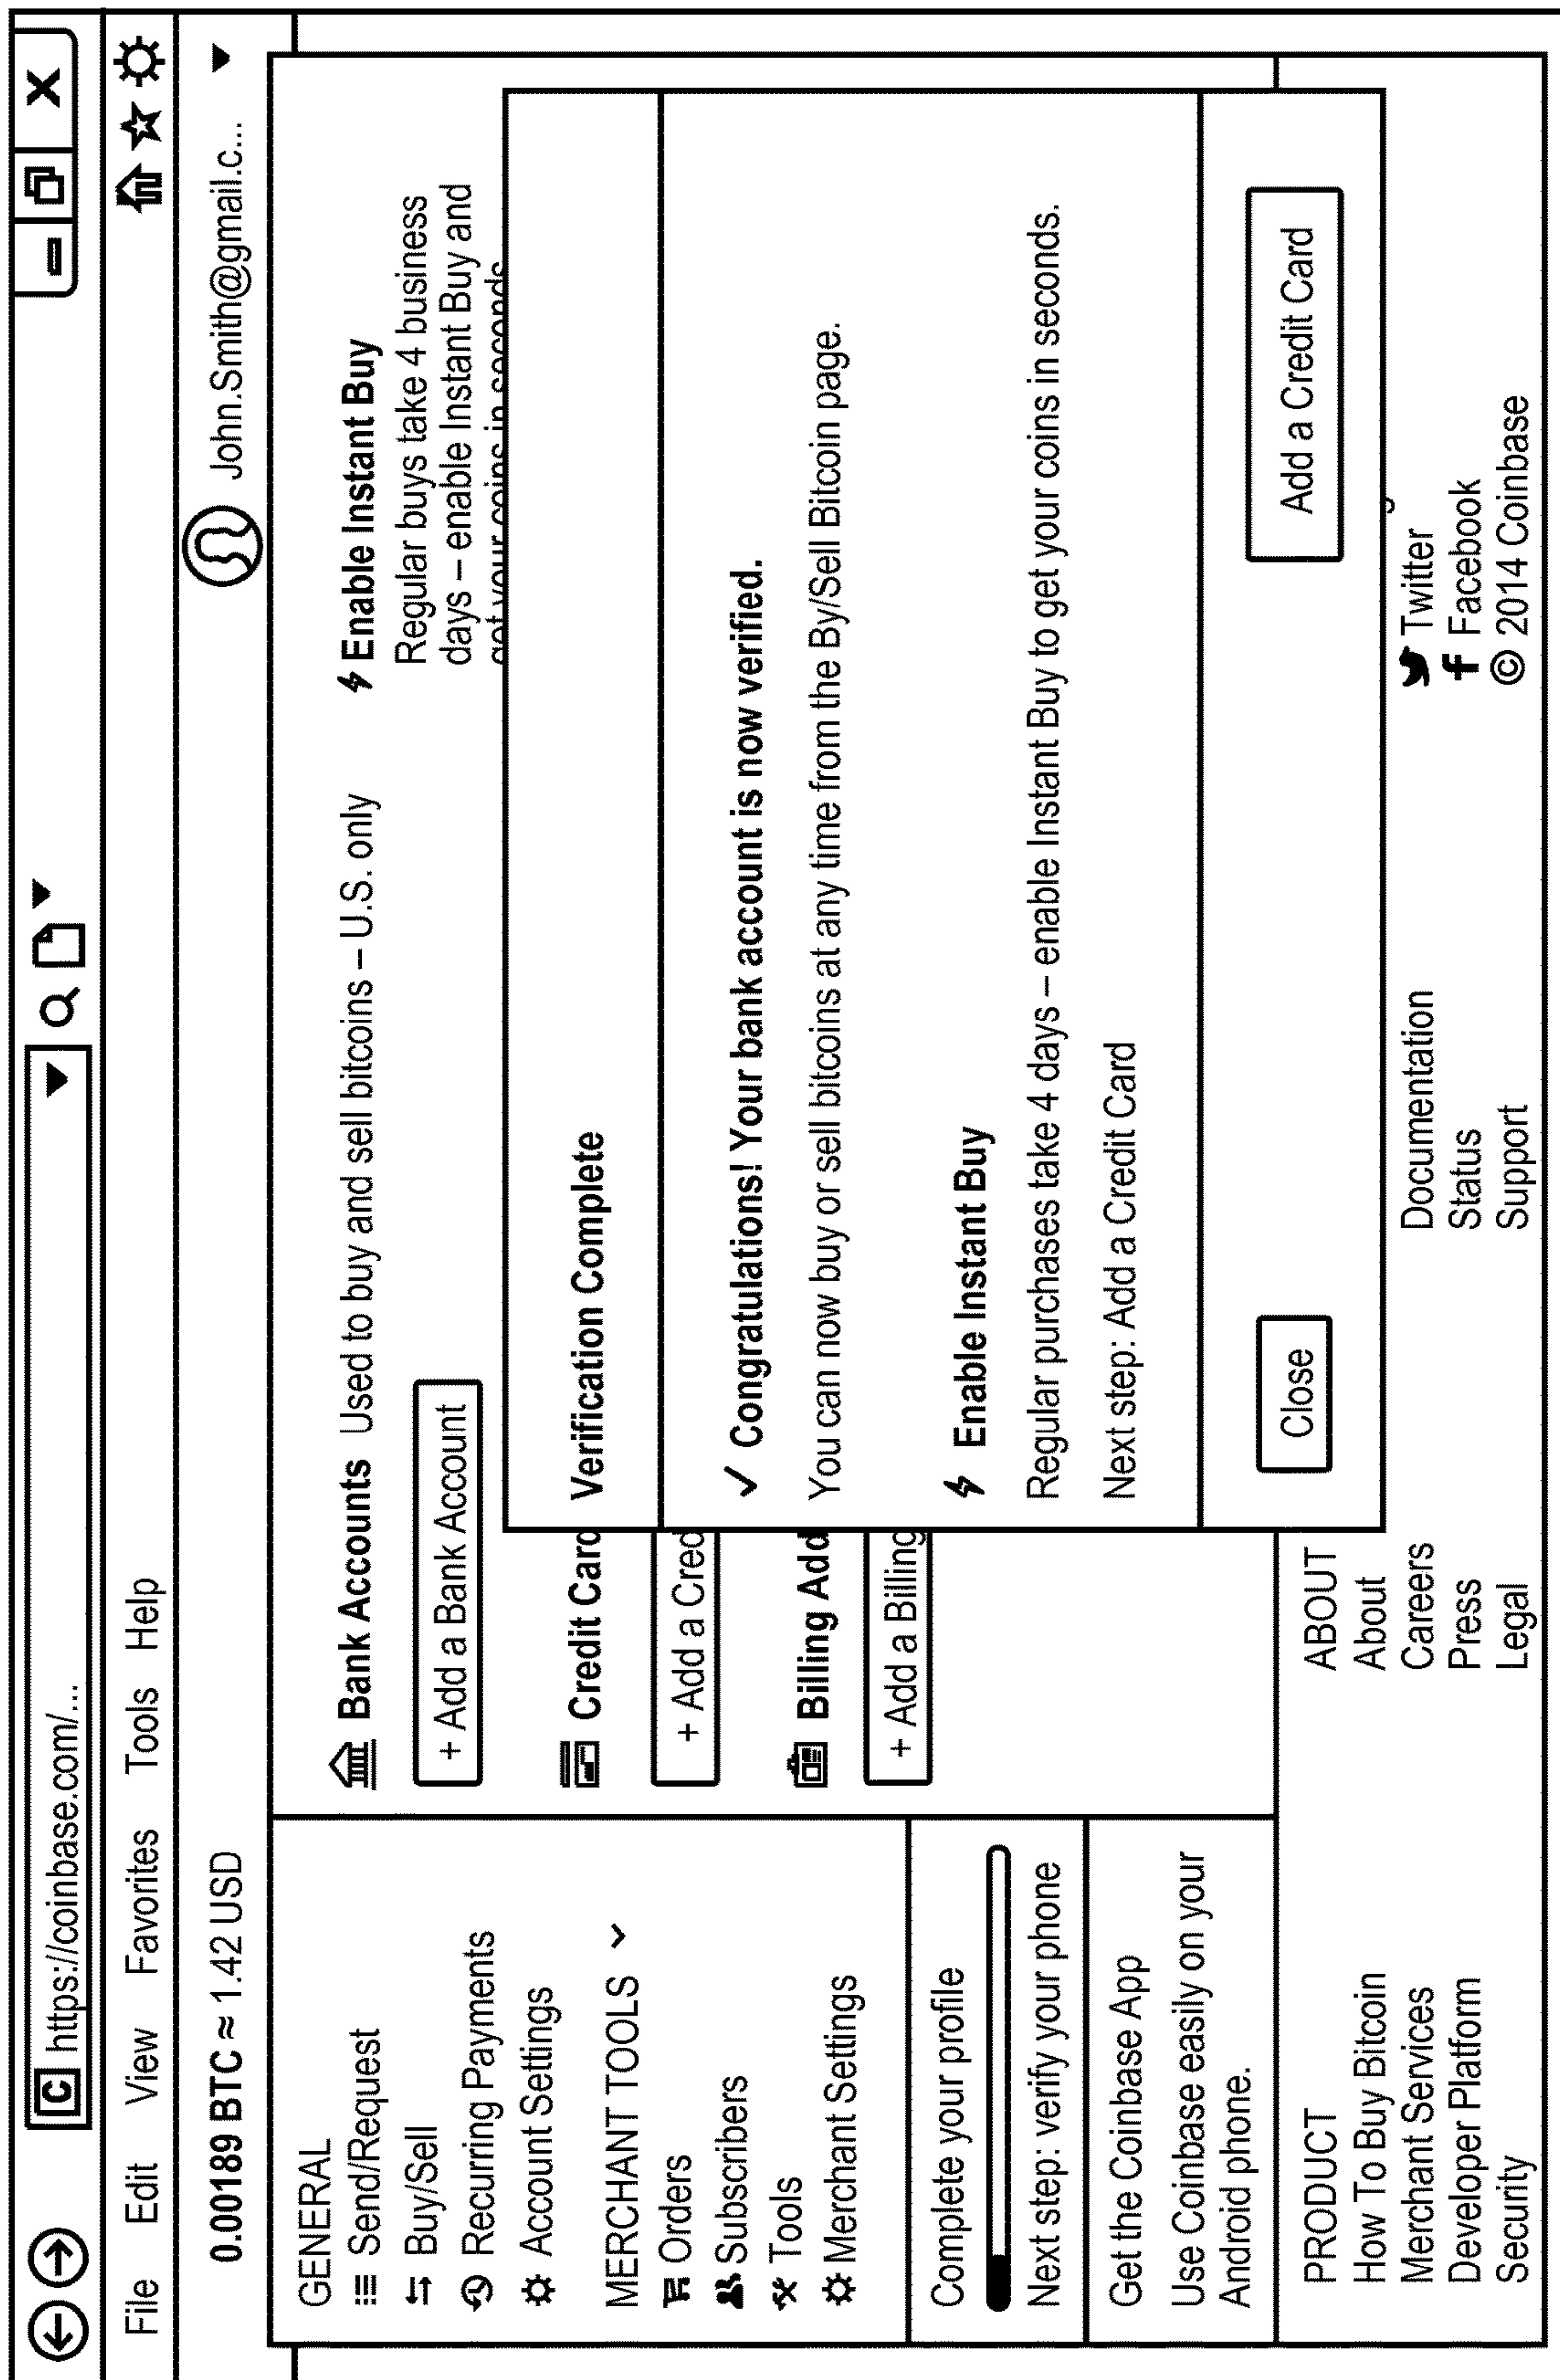 C https://coinbase.com/...
File Edit View Favorites Tools Help
0.00189 BTC ≈ 1.42 USD
John.Smith@gmail.c...
GENERAL
Send/Request
Buy/Sell
Recurring Payments
Account Settings
MERCHANT TOOLS
Orders
Subscribers
Tools
Merchant Settings
Complete your profile
Next step: verify your phone
Get the Coinbase App
Use Coinbase easily on your
Android phone.
Bank Accounts Used to buy and sell bitcoins – U.S. only
+ Add a Bank Account
Credit Carc
+ Add a Cred
Billing Add
+ Add a Billing
Enable Instant Buy
Regular buys take 4 business
days – enable Instant Buy and
get your coins in seconds
Verification Complete
✓ Congratulations! Your bank account is now verified.
You can now buy or sell bitcoins at any time from the By/Sell Bitcoin page.
Enable Instant Buy
Regular purchases take 4 days – enable Instant Buy to get your coins in seconds.
Next step: Add a Credit Card
Close
Add a Credit Card
PRODUCT
How To Buy Bitcoin
Merchant Services
Developer Platform
Security
ABOUT
About
Careers
Press
Legal
Documentation
Status
Support
Twitter
f Facebook
© 2014 Coinbase